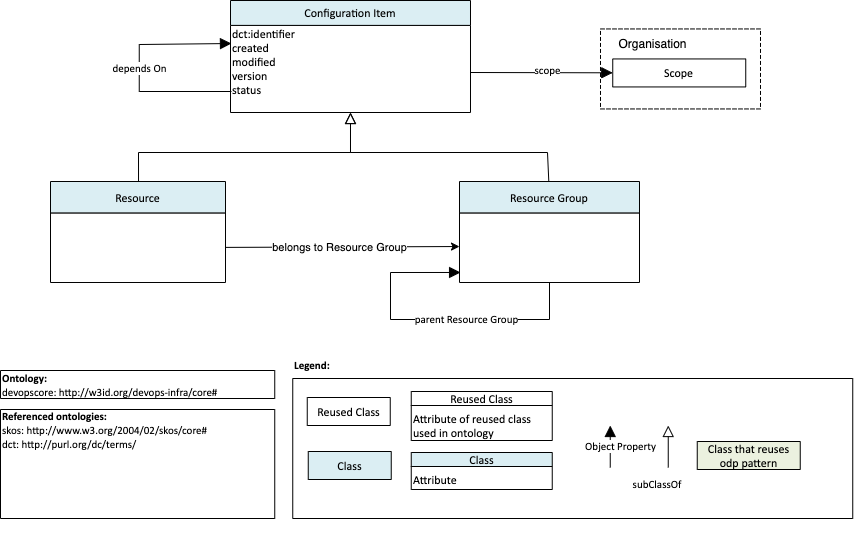 Configuration Item
dct:identifier
created
modified
version
status
depends On
scope
Organisation
Scope
Resource
Resource Group
belongs to Resource Group
parent Resource Group
Ontology:
devopscore: http://w3id.org/devops-infra/core#
Referenced ontologies:
skos: http://www.w3.org/2004/02/skos/core#
dct: http://purl.org/dc/terms/
Legend:
Reused Class
Reused Class
Attribute of reused class
used in ontology
Class
Class
Attribute
Object Property
subClassOf
Class that reuses
odp pattern